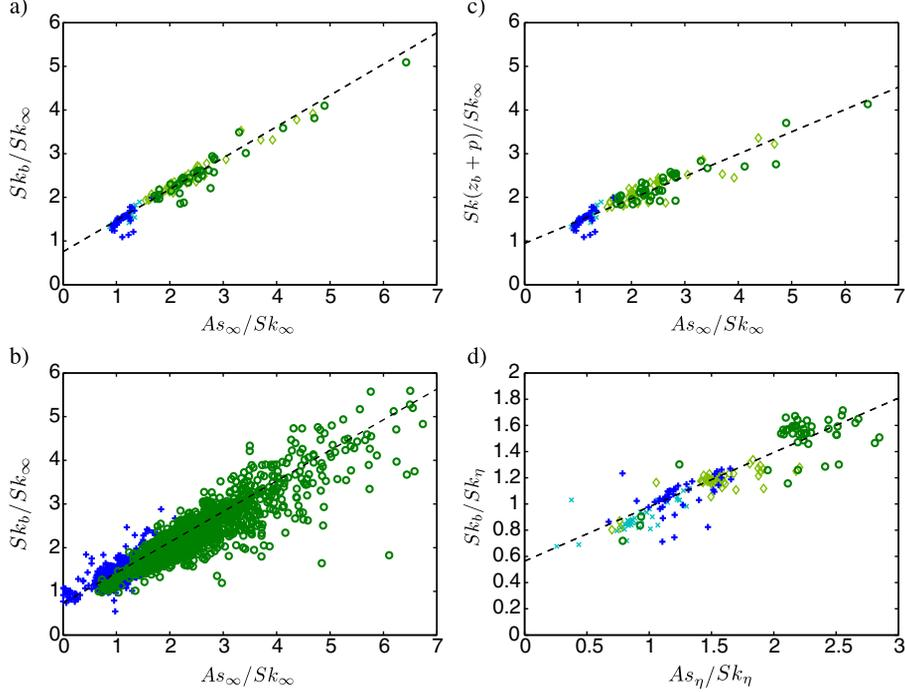 a)
6
5
4
3
2
1
0
Sk_b/Sk_∞
0 1 2 3 4 5 6 7
As_∞/Sk_∞
c)
6
5
4
3
2
1
0
Sk(z_b + p)/Sk_∞
0 1 2 3 4 5 6 7
As_∞/Sk_∞
b)
6
5
4
3
2
1
0
Sk_b/Sk_∞
0 1 2 3 4 5 6 7
As_∞/Sk_∞
d)
2
1.8
1.6
1.4
1.2
1
0.8
0.6
0.4
0.2
0
Sk_b/Sk_η
0 0.5 1 1.5 2 2.5 3
As_η/Sk_η